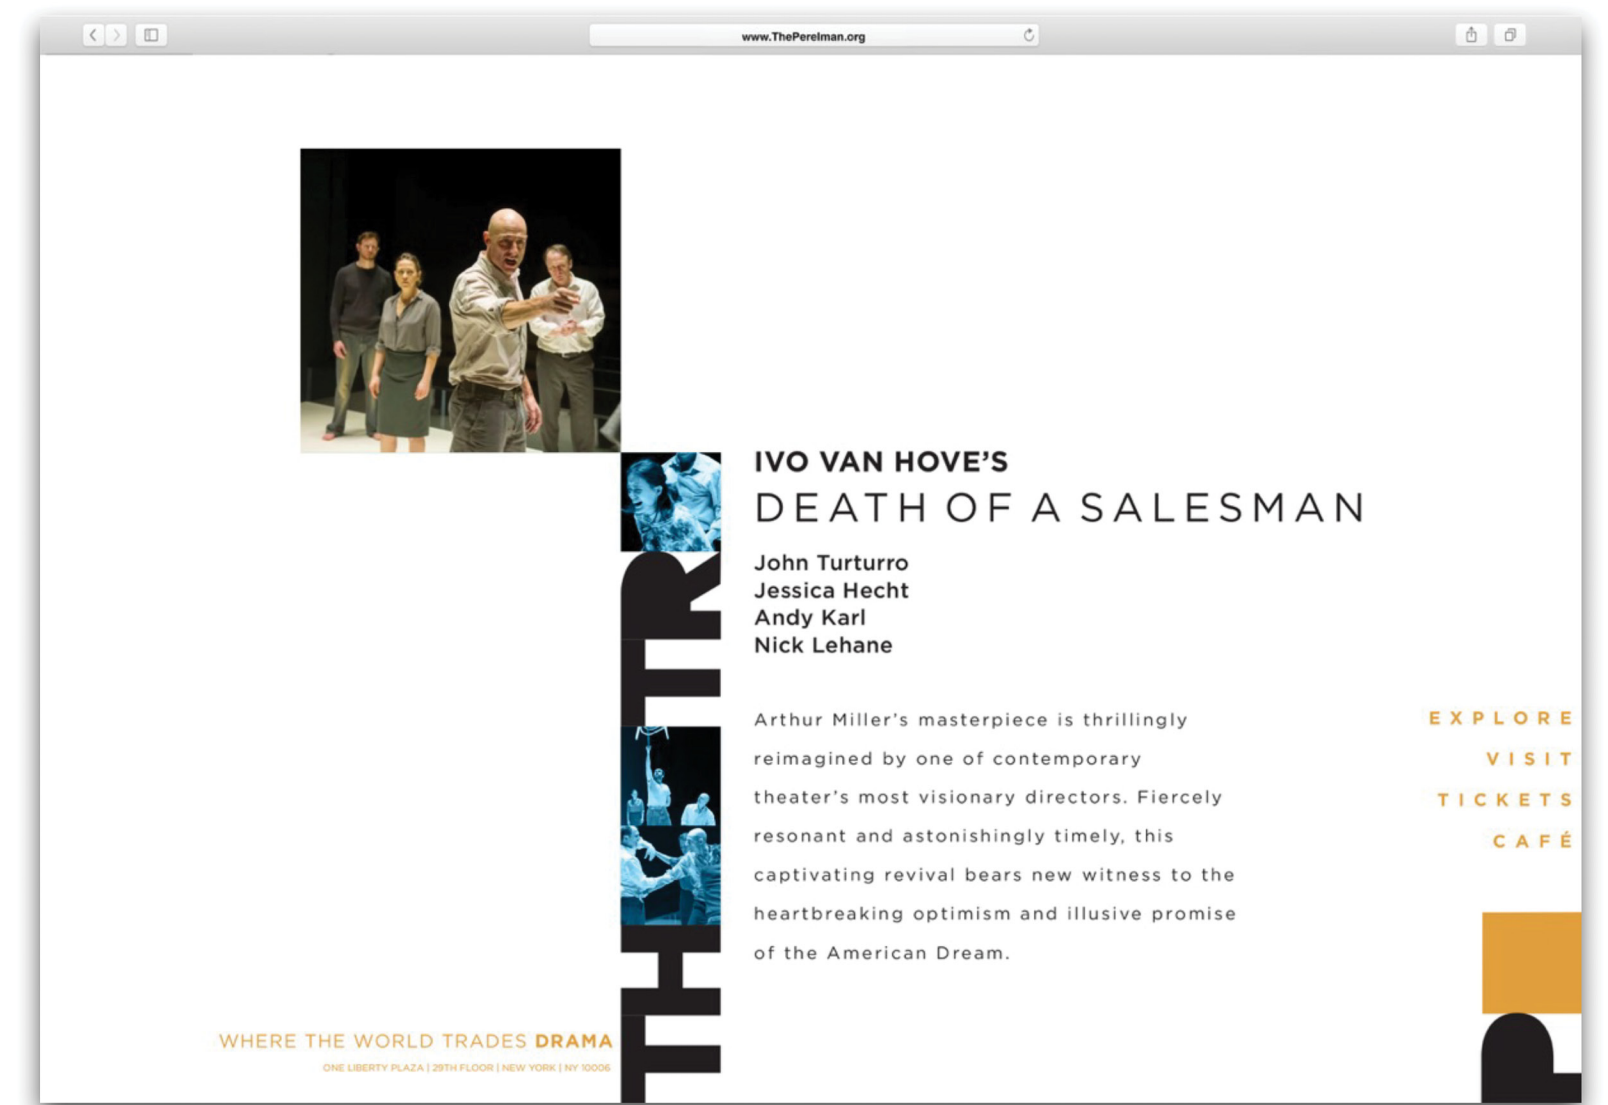 www.ThePerelman.org
IVO VAN HOVE’S
DEATH OF A SALESMAN
John Turturro
Jessica Hecht
Andy Karl
Nick Lehane
Arthur Miller’s masterpiece is thrillingly
reimagined by one of contemporary
theater’s most visionary directors. Fiercely
resonant and astonishingly timely, this
captivating revival bears new witness to the
heartbreaking optimism and illusive promise
of the American Dream.
EXPLORE
VISIT
TICKETS
CAFÉ
WHERE THE WORLD TRADES DRAMA
ONE LIBERTY PLAZA | 29TH FLOOR | NEW YORK | NY 10006
TH TR
P